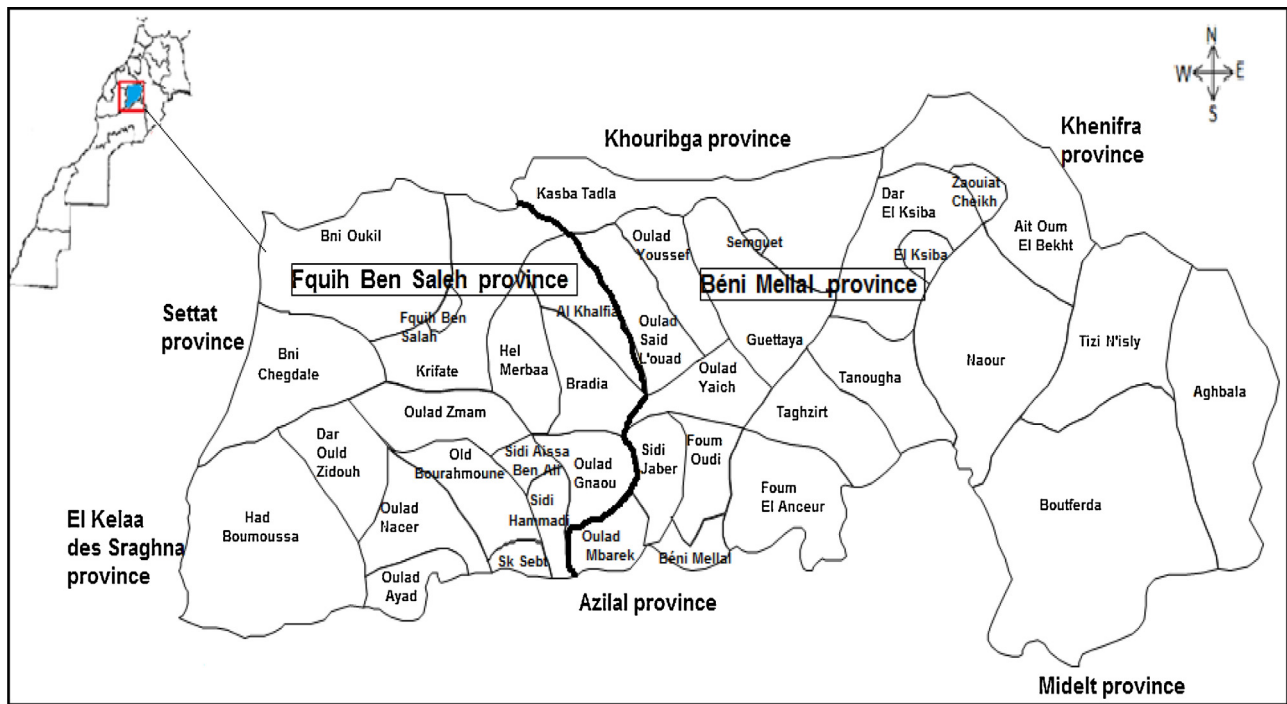 N
W E
S
Khouribga province
Khenifra
province
Kasba Tadla
Zaouiat
Cheikh
Dar
El Ksiba
Bni Oukil
Oulad
Youssef
Semguet
Ait Oum
El Bekht
El Ksiba
Fquih Ben Saleh province
Béni Mellal province
Settat
province
Fquih Ben
Salah
Al Khalfia
Oulad
Said
L'ouad
Guettaya
Tizi N'isly
Bni
Chegdale
Krifate
Hel
Merbaa
Bradia
Oulad
Yaich
Tanougha
Naour
Aghbala
Oulad Zmam
Taghzirt
Dar
Ould
Zidouh
Old
Bourahmoune
Sidi Aissa
Ben Ali
Oulad
Gnaou
Sidi
Jaber
Foum
Oudi
Foum
El Anceur
Boutferda
El Kelaa
des Sraghna
province
Had
Boumoussa
Oulad
Nacer
Sidi
Hammadi
Oulad
Mbarek
Béni Mellal
Sk Sebt
Oulad
Ayad
Azilal province
Midelt province